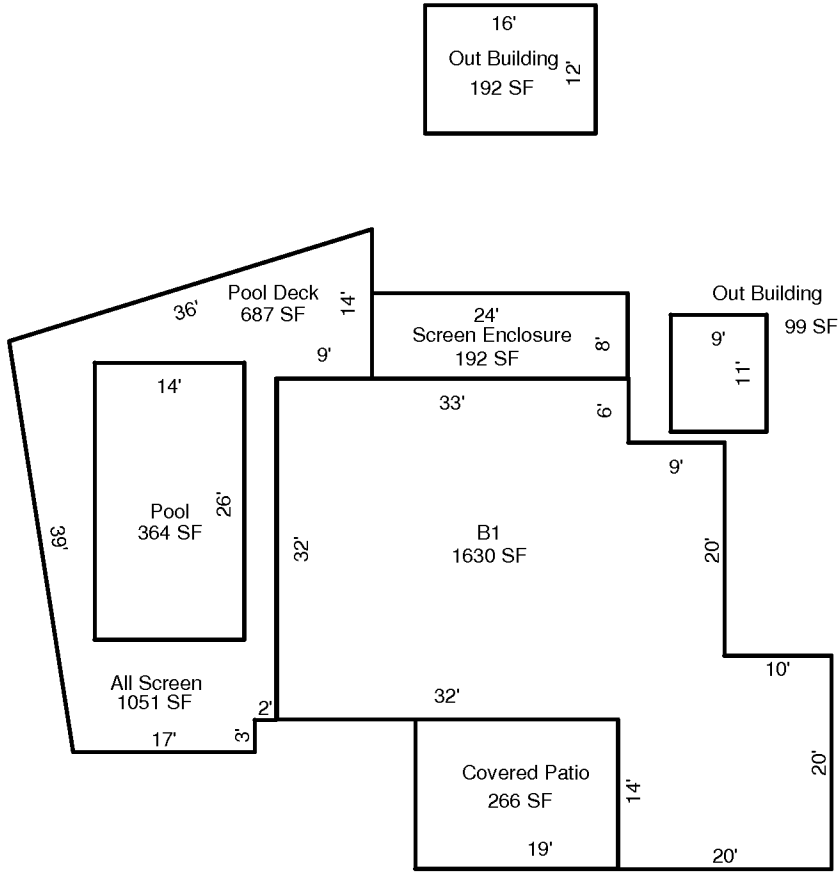 16'
Out Building
12'
192 SF
Pool Deck
687 SF
36'
14'
9'
24'
Screen Enclosure
192 SF
8'
Out Building
99 SF
9'
11'
14'
Pool
364 SF
26'
39'
33'
6'
9'
32'
B1
1630 SF
20'
10'
All Screen
1051 SF
2'
17'
3'
32'
Covered Patio
266 SF
14'
19'
20'
20'